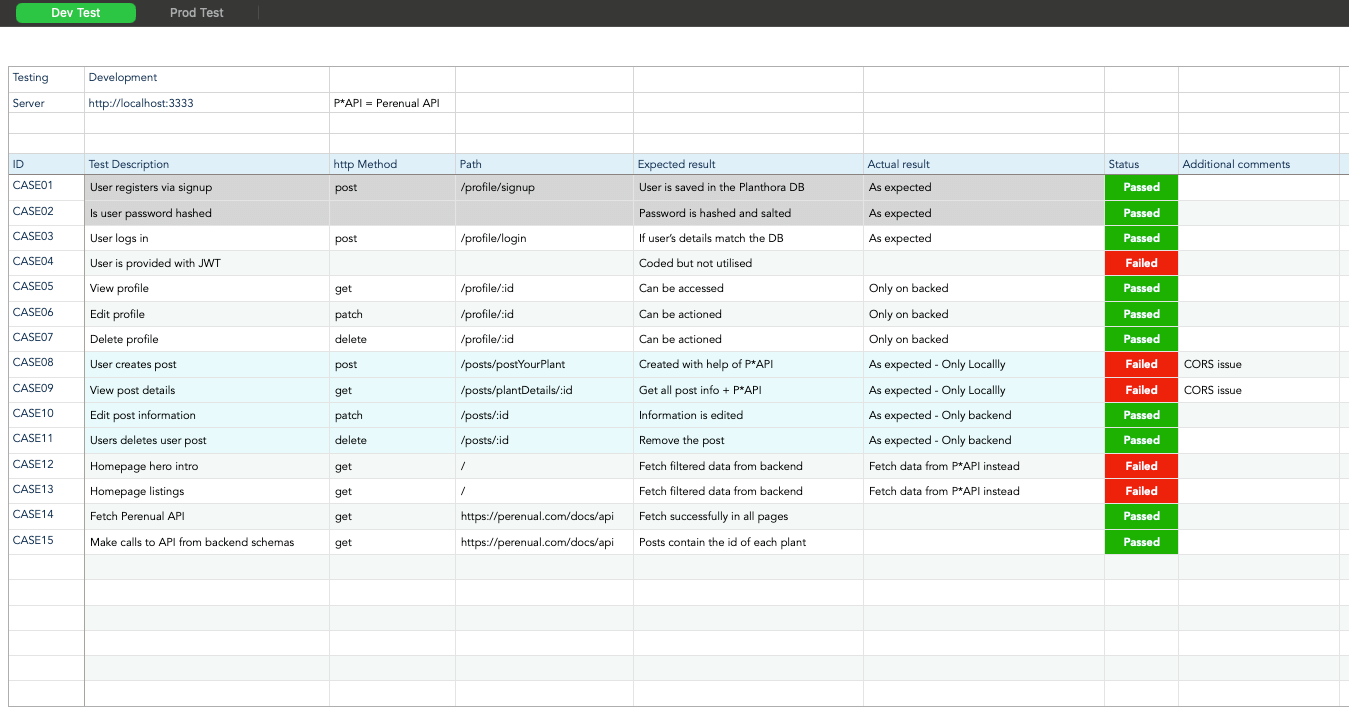 Dev Test Prod Test
Testing Development
Server http://localhost:3333 P*API = Perenual API
ID Test Description http Method Path Expected result Actual result Status Additional comments
CASE01 User registers via signup post /profile/signup User is saved in the Planthora DB As expected Passed
CASE02 Is user password hashed Password is hashed and salted As expected Passed
CASE03 User logs in post /profile/login If user's details match the DB As expected Passed
CASE04 User is provided with JWT Coded but not utilised Failed
CASE05 View profile get /profile/:id Can be accessed Only on backed Passed
CASE06 Edit profile patch /profile/:id Can be actioned Only on backed Passed
CASE07 Delete profile delete /profile/:id Can be actioned Only on backed Passed
CASE08 User creates post post /posts/postYourPlant Created with help of P*API As expected - Only Locallly Failed CORS issue
CASE09 View post details get /posts/plantDetails/:id Get all post info + P*API As expected - Only Locallly Failed CORS issue
CASE10 Edit post information patch /posts/:id Information is edited As expected - Only backend Passed
CASE11 Users deletes user post delete /posts/:id Remove the post As expected - Only backend Passed
CASE12 Homepage hero intro get / Fetch filtered data from backend Fetch data from P*API instead Failed
CASE13 Homepage listings get / Fetch filtered data from backend Fetch data from P*API instead Failed
CASE14 Fetch Perenual API get https://perenual.com/docs/api Fetch successfully in all pages Passed
CASE15 Make calls to API from backend schemas get https://perenual.com/docs/api Posts contain the id of each plant Passed